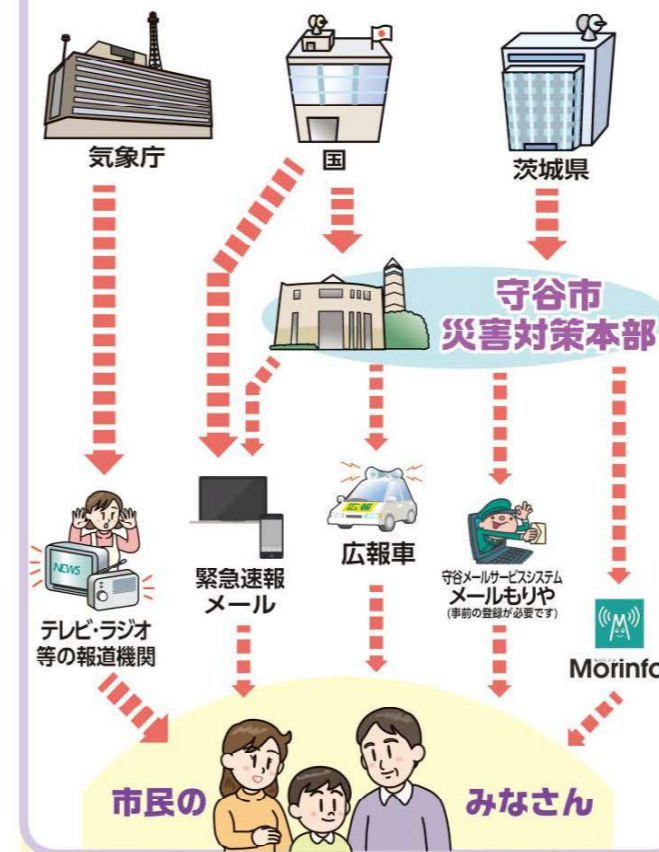 気象庁
国
茨城県
守谷市
災害対策本部
NEWS
テレビ・ラジオ
等の報道機関
緊急速報
メール
広報
広報車
守谷メールサービスシステム
メールもりや
(事前の登録が必要です)
Morinfo
市民の
みなさん